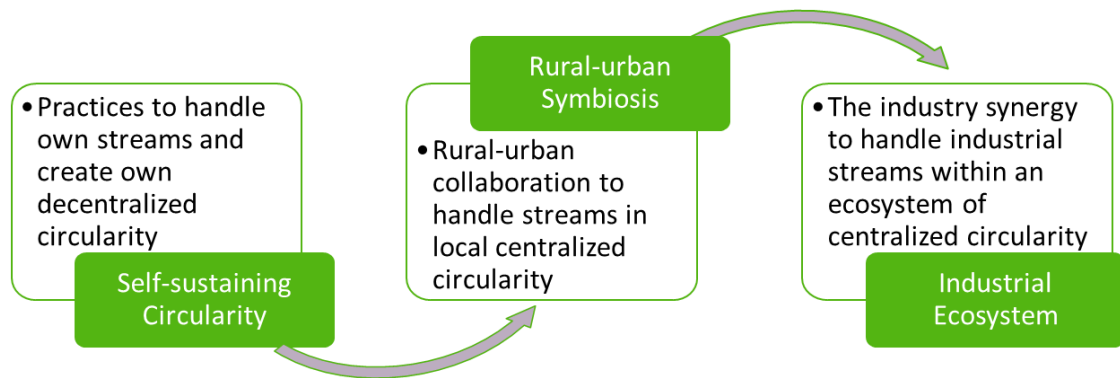 • Practices to handle
own streams and
create own
decentralized
circularity
Self-sustaining
Circularity
Rural-urban
Symbiosis
• Rural-urban
collaboration to
handle streams in
local centralized
circularity
• The industry synergy
to handle industrial
streams within an
ecosystem of
centralized circularity
Industrial
Ecosystem